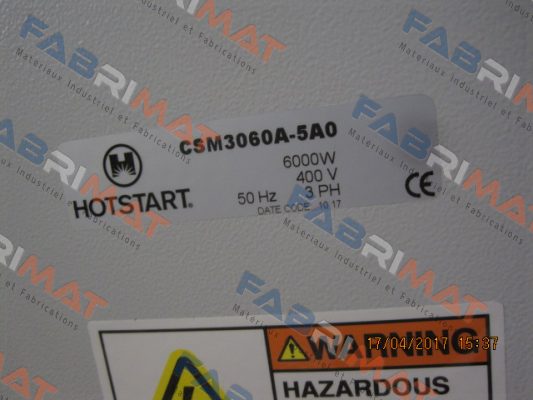 CSM3060A-5A0
6000W
400 V
50 Hz 3 PH
DATE CODE 10 17
HOTSTART®
CE
WARNING
17/04/2017 15:37
HAZARDOUS
FABRIMAT
Materiaux Industriel et Fabrications